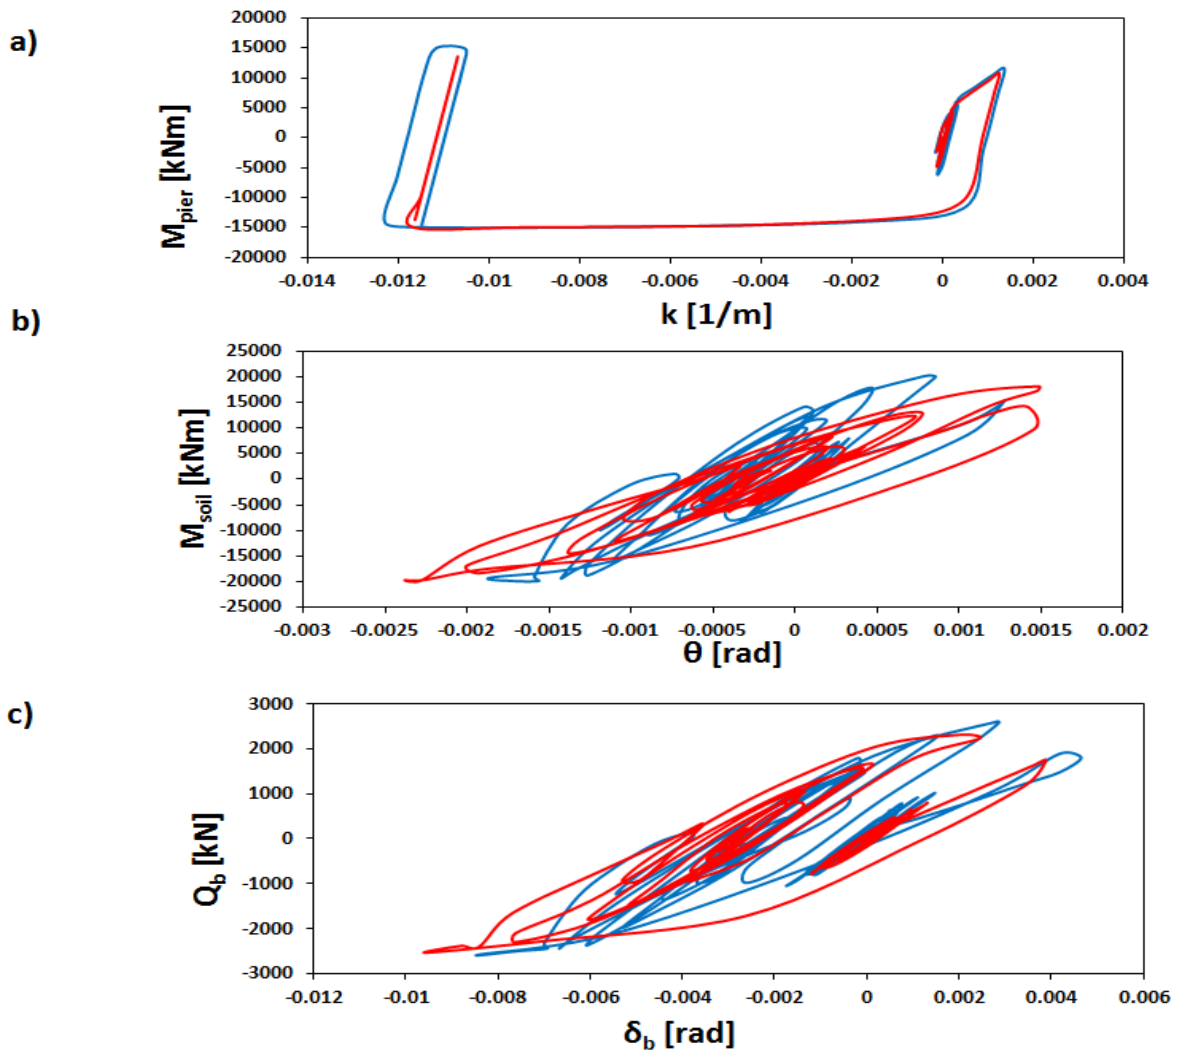 a)
20000
15000
10000
5000
0
-5000
-10000
-15000
-20000
M_pier [kNm]
-0.014 -0.012 -0.01 -0.008 -0.006 -0.004 -0.002 0 0.002 0.004
k [1/m]
b)
25000
20000
15000
10000
5000
0
-5000
-10000
-15000
-20000
-25000
M_soil [kNm]
-0.003 -0.0025 -0.002 -0.0015 -0.001 -0.0005 0 0.0005 0.001 0.0015 0.002
θ [rad]
c)
3000
2000
1000
0
-1000
-2000
-3000
Q_b [kN]
-0.012 -0.01 -0.008 -0.006 -0.004 -0.002 0 0.002 0.004 0.006
δ_b [rad]